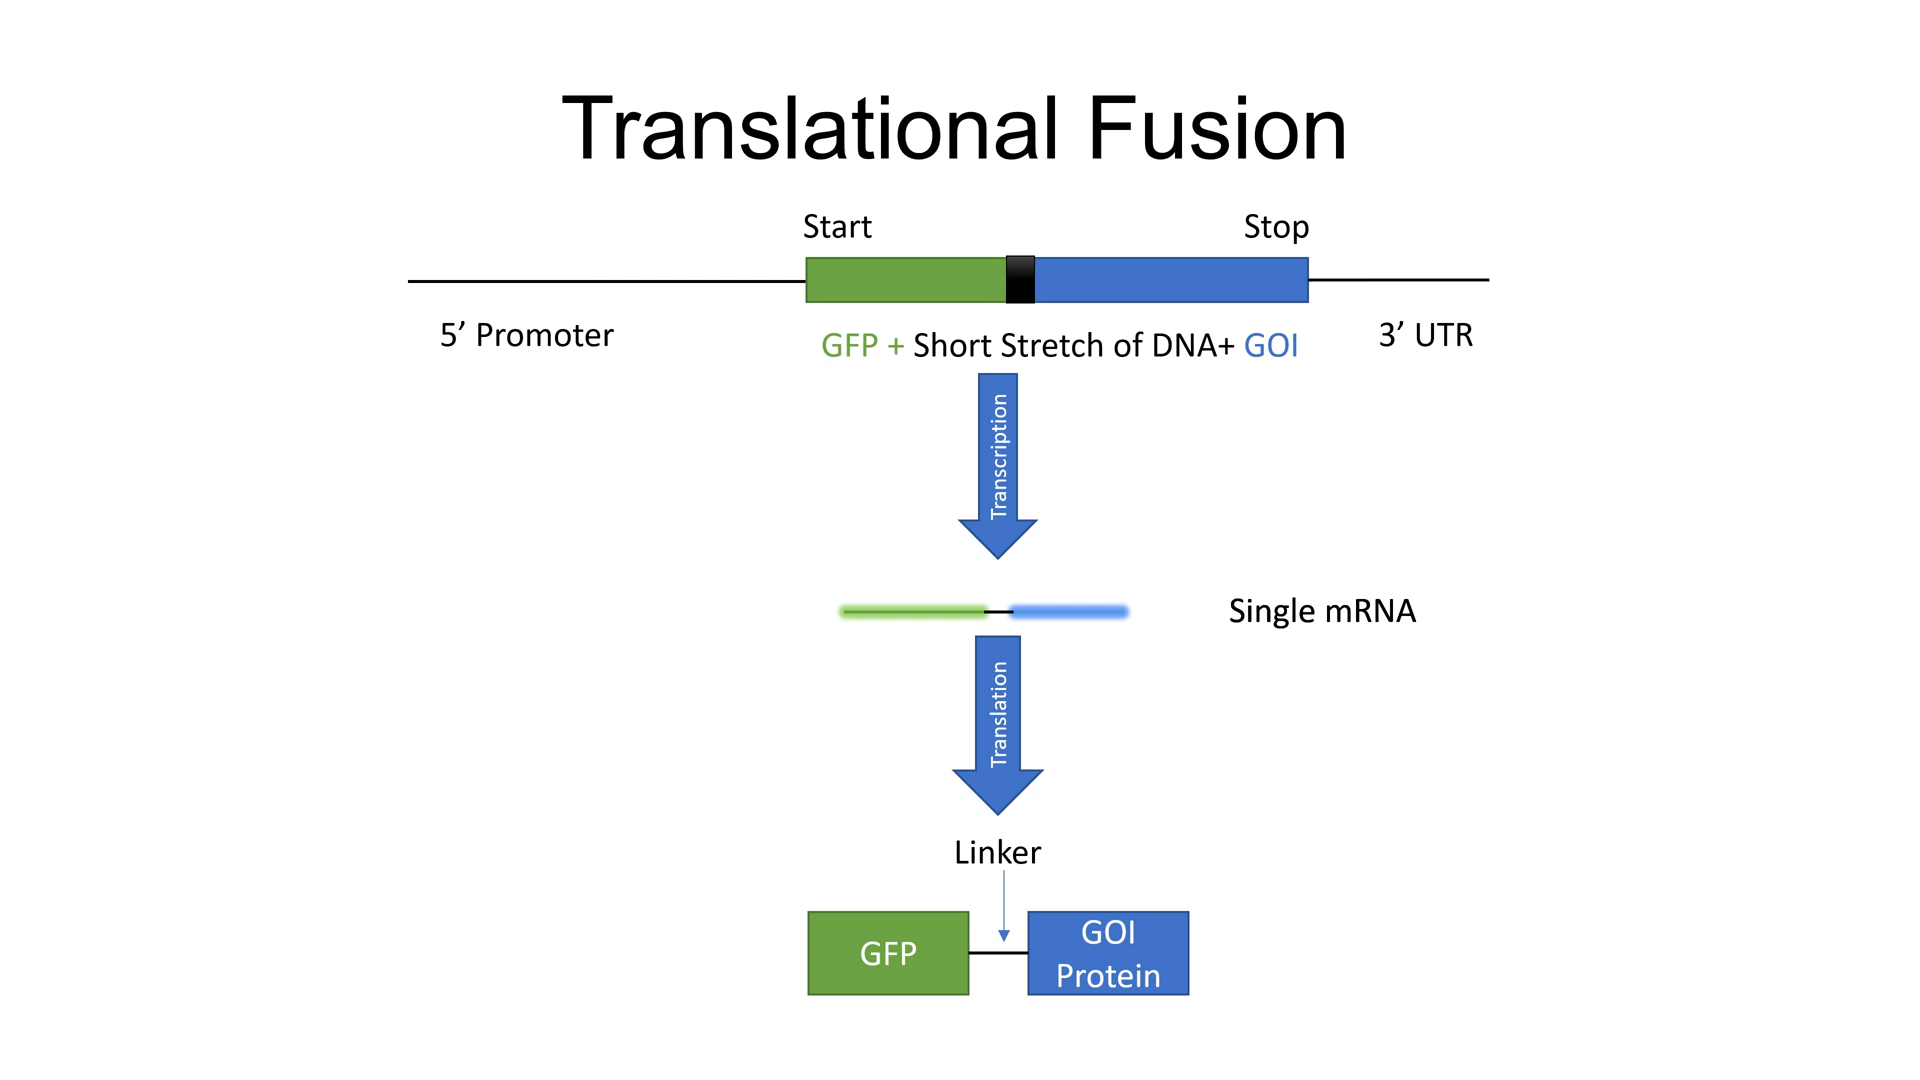 Translational Fusion
Start
Stop
5’ Promoter
GFP + Short Stretch of DNA+ GOI
3’ UTR
Transcription
Single mRNA
Translation
Linker
GFP
GOI
Protein